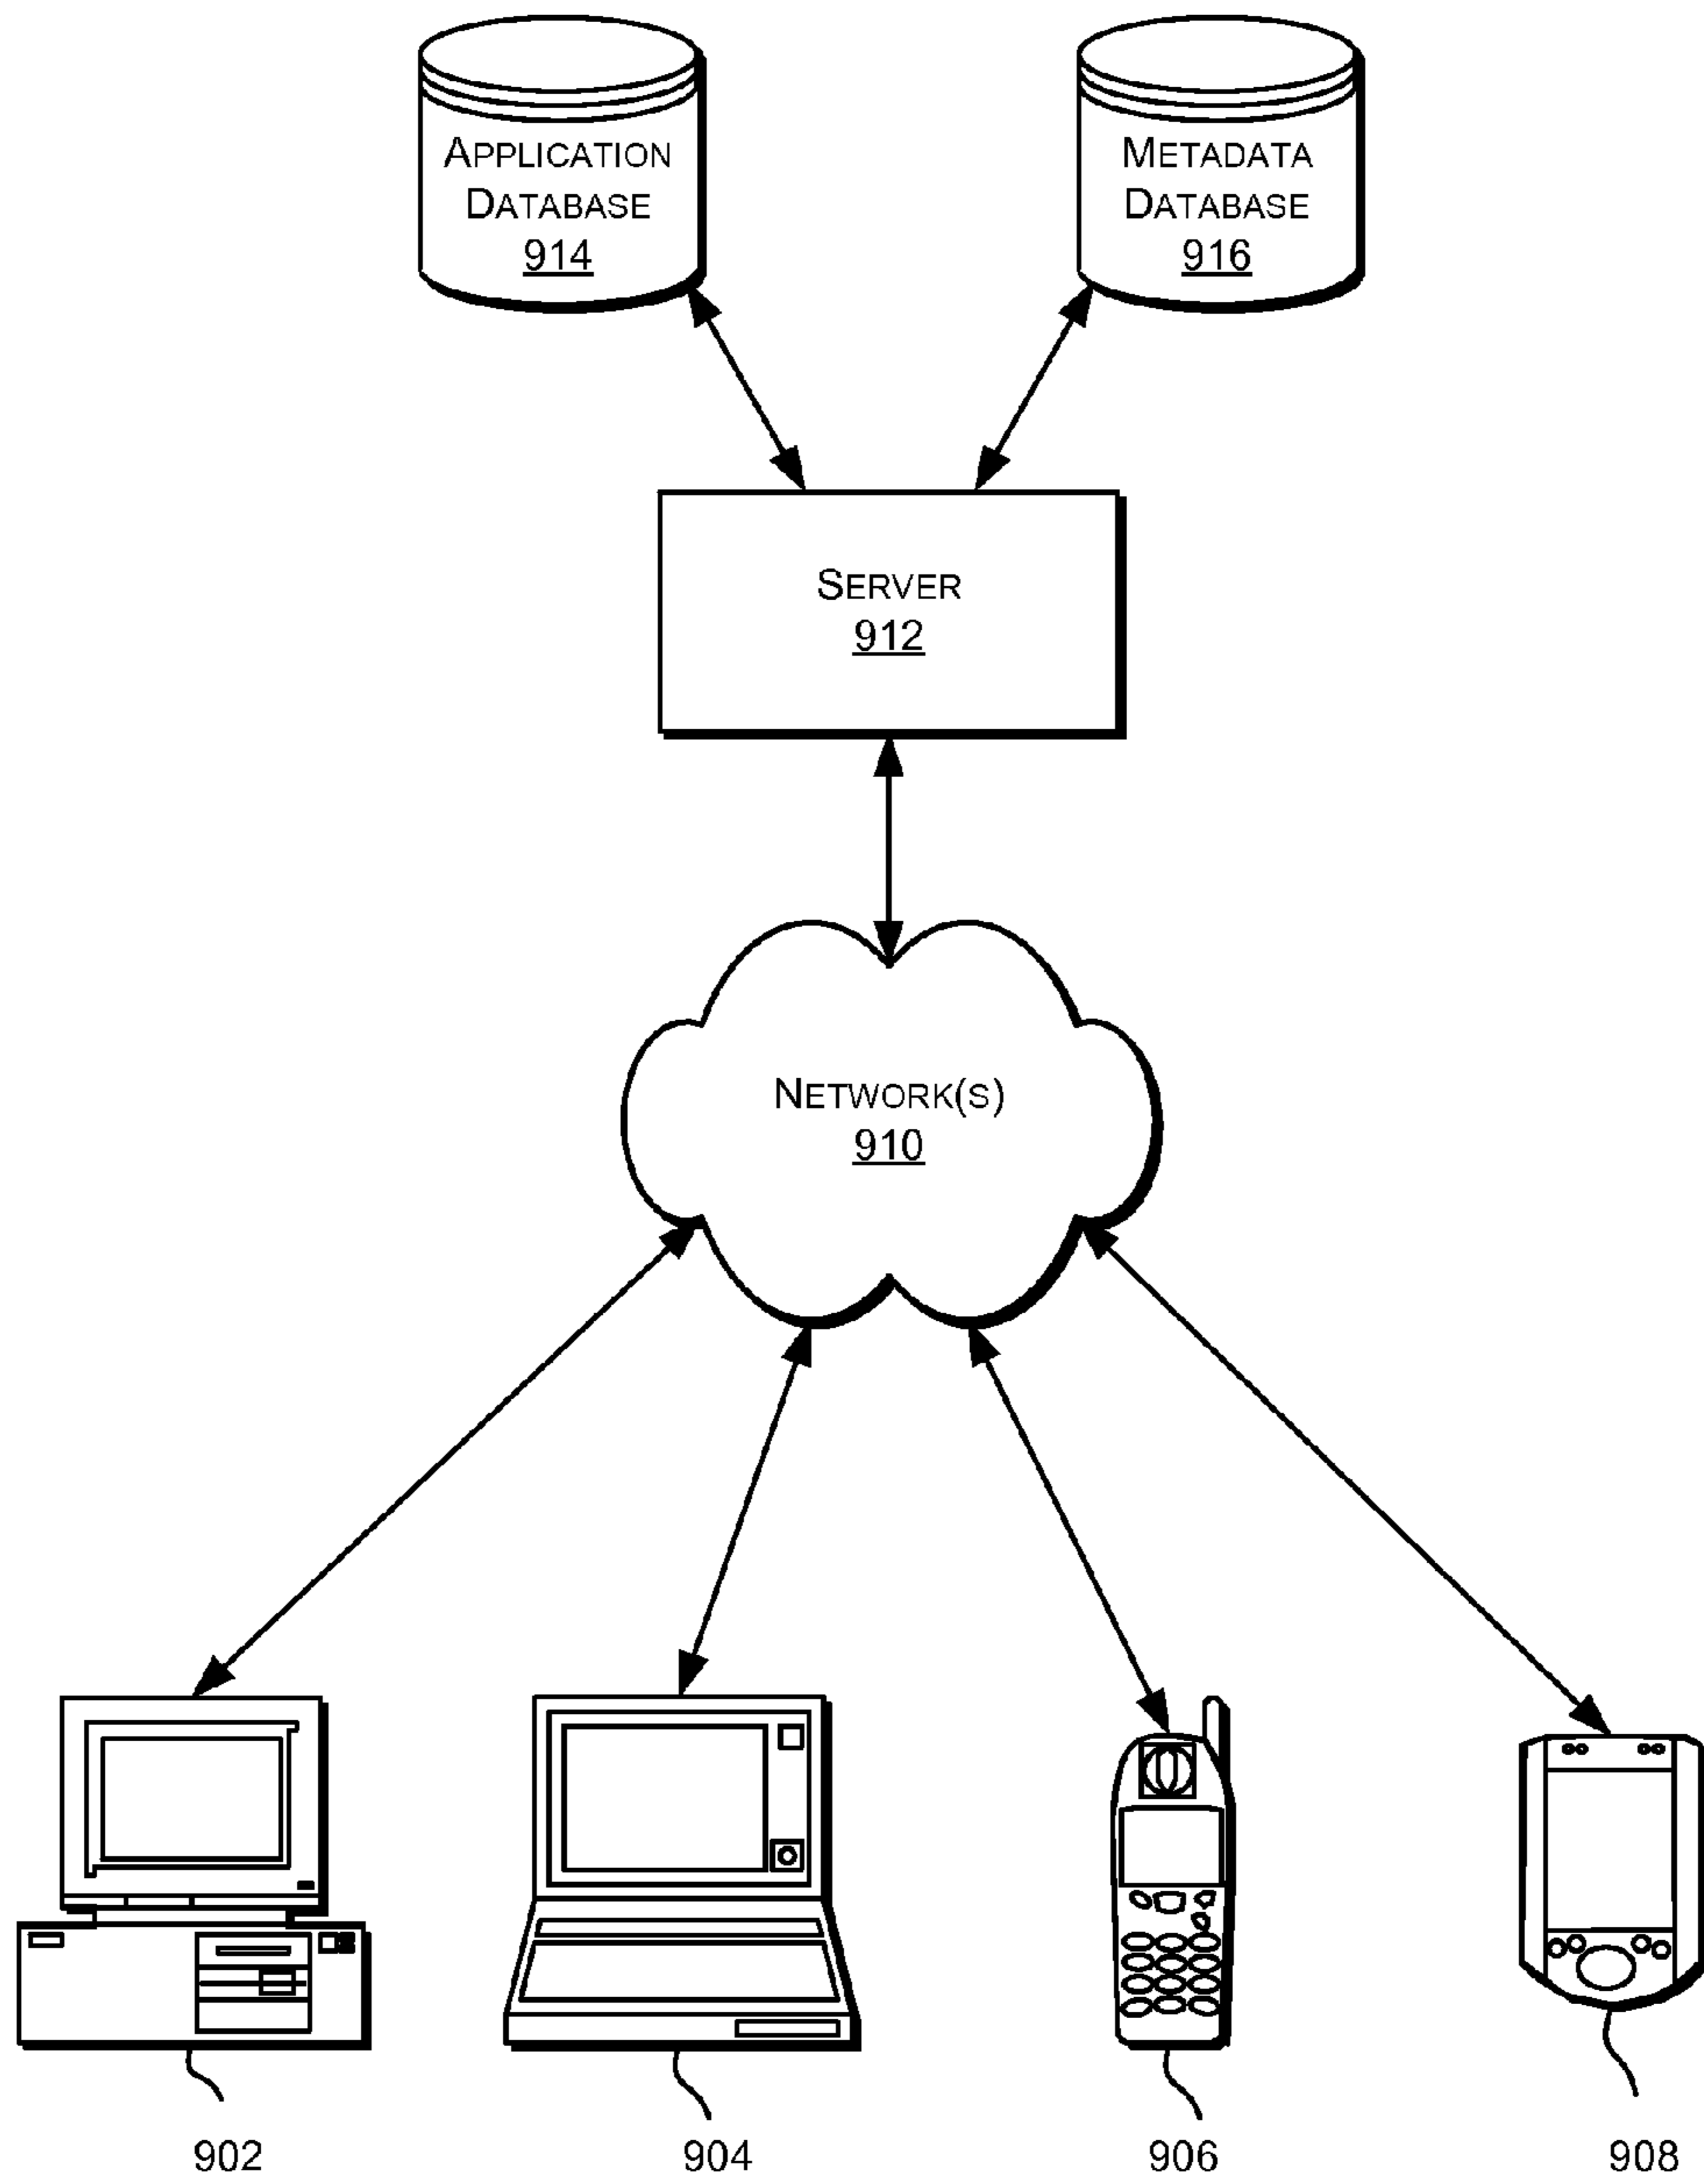 APPLICATION
DATABASE
914
METADATA
DATABASE
916
SERVER
912
NETWORK(S)
910
902
904
906
908